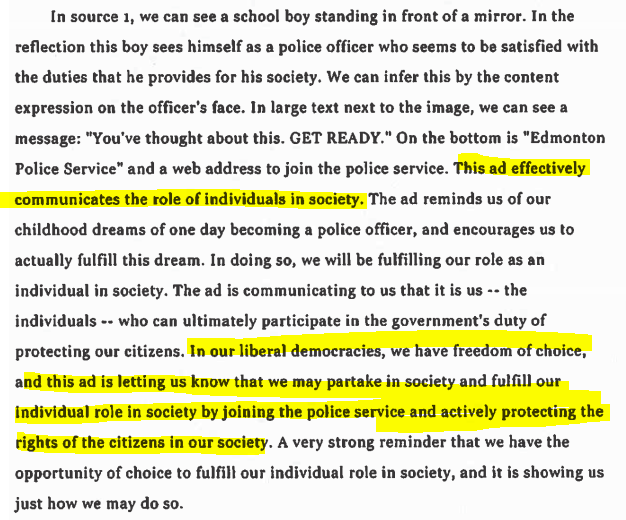 In source 1, we can see a school boy standing in front of a mirror. In the
reflection this boy sees himself as a police officer who seems to be satisfied with
the duties that he provides for his society. We can infer this by the content
expression on the officer's face. In large text next to the image, we can see a
message: "You've thought about this. GET READY." On the bottom is "Edmonton
Police Service" and a web address to join the police service. This ad effectively
communicates the role of individuals in society. The ad reminds us of our
childhood dreams of one day becoming a police officer, and encourages us to
actually fulfill this dream. In doing so, we will be fulfilling our role as an
individual in society. The ad is communicating to us that it is us -- the
individuals -- who can ultimately participate in the government's duty of
protecting our citizens. In our liberal democracies, we have freedom of choice,
and this ad is letting us know that we may partake in society and fulfill our
individual role in society by joining the police service and actively protecting the
rights of the citizens in our society. A very strong reminder that we have the
opportunity of choice to fulfill our individual role in society, and it is showing us
just how we may do so.